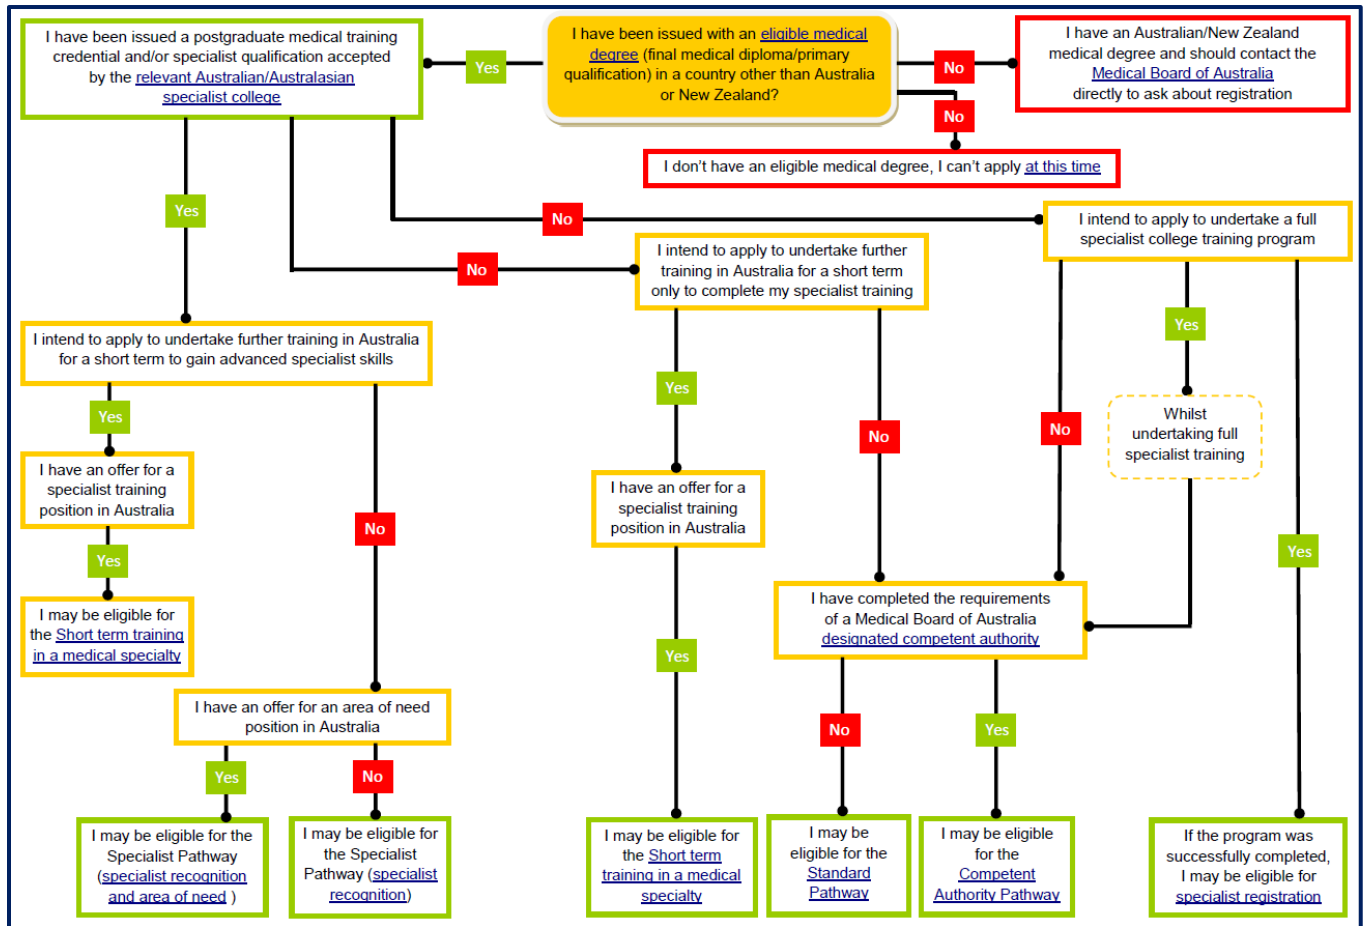 I have been issued a postgraduate medical training
credential and/or specialist qualification accepted
by the relevant Australian/Australasian
specialist college
Yes
I have been issued with an eligible medical
degree (final medical diploma/primary
qualification) in a country other than Australia
or New Zealand?
No
I have an Australian/New Zealand
medical degree and should contact the
Medical Board of Australia
directly to ask about registration
No
I don't have an eligible medical degree, I can't apply at this time
Yes
No
No
I intend to apply to undertake a full
specialist college training program
I intend to apply to undertake further
training in Australia for a short term
only to complete my specialist training
I intend to apply to undertake further training in Australia
for a short term to gain advanced specialist skills
Yes
Yes
Yes
No
No
Whilst
undertaking full
specialist training
I have an offer for a
specialist training
position in Australia
I have an offer for a
specialist training
position in Australia
No
Yes
Yes
I may be eligible for
the Short term training
in a medical specialty
I have completed the requirements
of a Medical Board of Australia
designated competent authority
Yes
I have an offer for an area of need
position in Australia
No
Yes
Yes
No
I may be eligible for the
Specialist Pathway
(specialist recognition
and area of need )
I may be eligible for
the Specialist
Pathway (specialist
recognition)
I may be eligible for
the Short term
training in a medical
specialty
I may be
eligible for the
Standard
Pathway
I may be eligible
for the
Competent
Authority Pathway
If the program was
successfully completed,
I may be eligible for
specialist registration